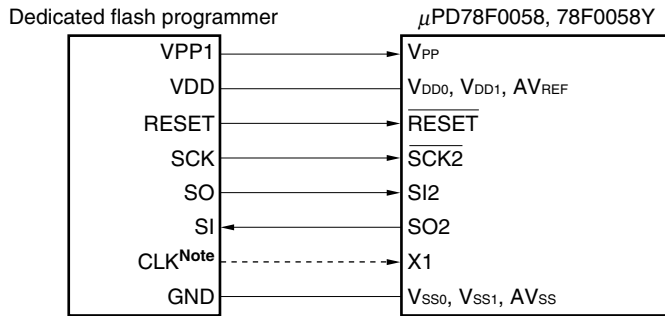 Dedicated flash programmer    μPD78F0058, 78F0058Y
VPP1    VPP
VDD    VDD0, VDD1, AVREF
RESET    RESET
SCK    SCK2
SO    SI2
SI    SO2
CLKNote    X1
GND    VSS0, VSS1, AVSS